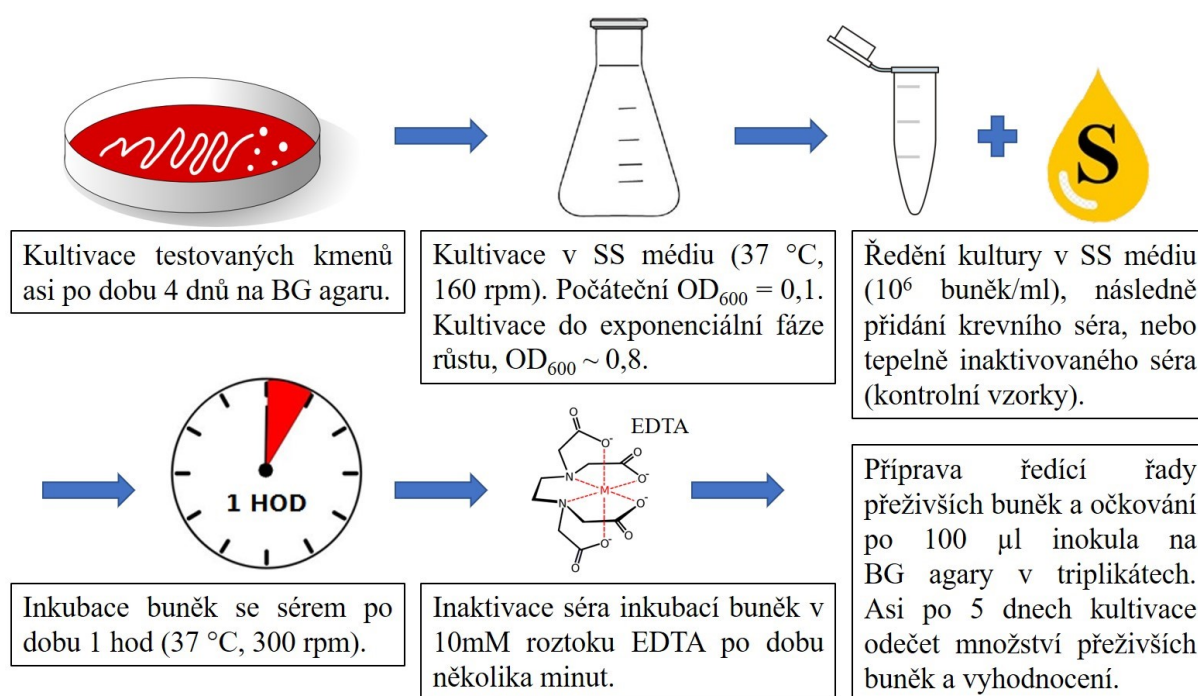 S
Kultivace testovaných kmenů
asi po dobu 4 dnů na BG agaru.
Kultivace v SS médiu (37 °C,
160 rpm). Počáteční OD₆₀₀ = 0,1.
Kultivace do exponenciální fáze
růstu, OD₆₀₀ ~ 0,8.
Ředění kultury v SS médiu
(10⁶ buněk/ml), následně
přidání krevního séra, nebo
tepelně inaktivovaného séra
(kontrolní vzorky).
1 HOD
Inkubace buněk se sérem po
dobu 1 hod (37 °C, 300 rpm).
EDTA
O
O⁻
O
O⁻
N
M
N
O⁻
O
O⁻
O
Inaktivace séra inkubací buněk v
10mM roztoku EDTA po dobu
několika minut.
Příprava ředící řady
přeživších buněk a očkování
po 100 µl inokula na
BG agary v triplikátech.
Asi po 5 dnech kultivace
odečet množství přeživších
buněk a vyhodnocení.